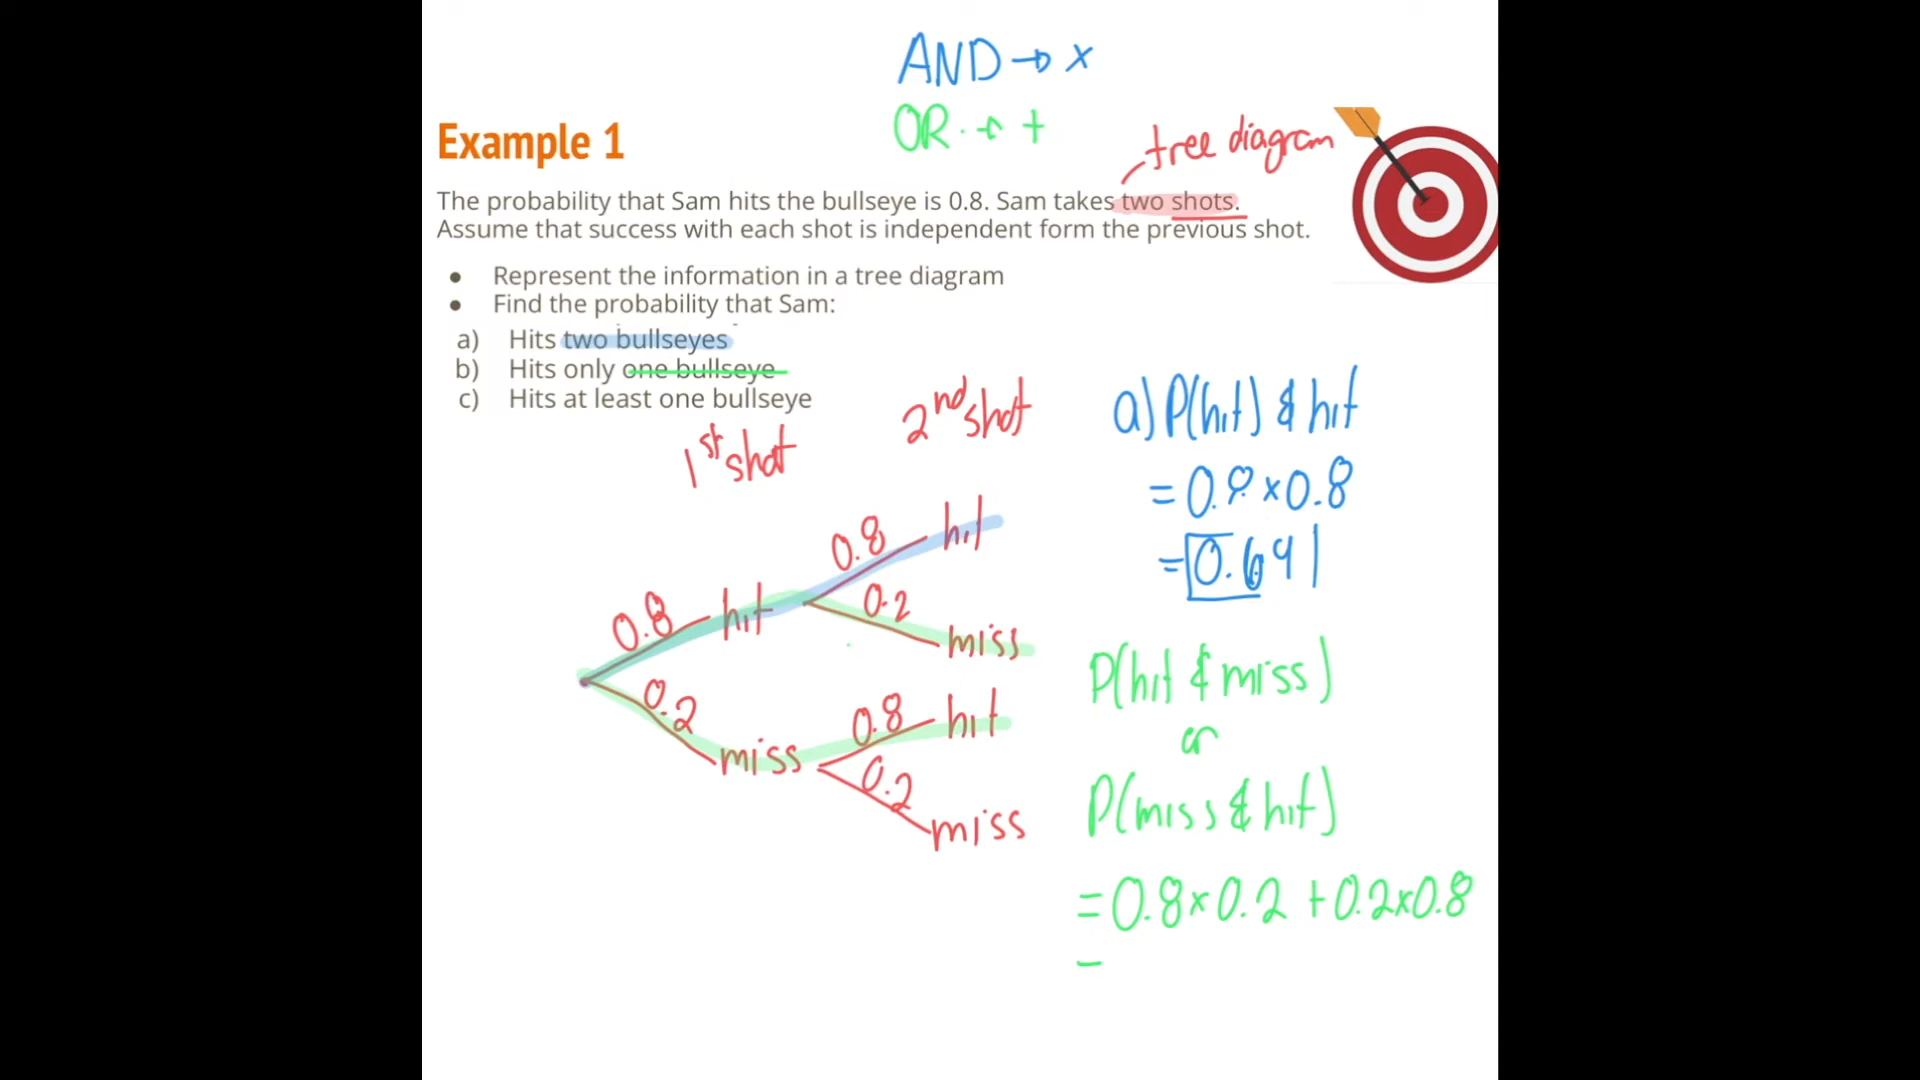 AND → x
OR → +
tree diagram
Example 1
The probability that Sam hits the bullseye is 0.8. Sam takes two shots.
Assume that success with each shot is independent form the previous shot.
● Represent the information in a tree diagram
● Find the probability that Sam:
a) Hits two bullseyes
b) Hits only one bullseye
c) Hits at least one bullseye
1st shot
2nd shot
0.8 hit
0.2 miss
0.8 hit
0.2 miss
0.8 hit
0.2 miss
a) P(hit) & hit
= 0.8 x 0.8
= 0.64
P(hit & miss)
or
P(miss & hit)
= 0.8 x 0.2 + 0.2 x 0.8